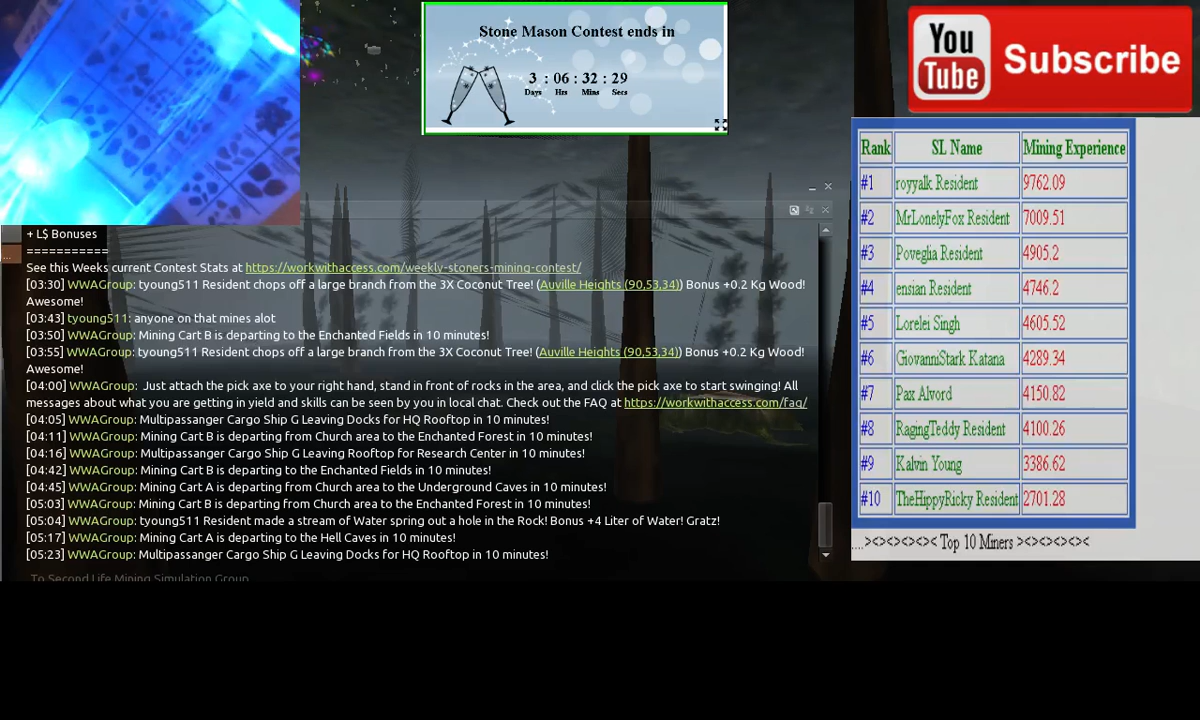 Stone Mason Contest ends in
3 : 06 : 32 : 29
Days Hrs Mins Secs
You
Tube
Subscribe
+ L$ Bonuses
===========
See this Weeks current Contest Stats at https://workwithaccess.com/weekly-stoners-mining-contest/
[03:30] WWAGroup: tyoung511 Resident chops off a large branch from the 3X Coconut Tree! (Auville Heights (90,53,34)) Bonus +0.2 Kg Wood!
Awesome!
[03:43] tyoung511: anyone on that mines alot
[03:50] WWAGroup: Mining Cart B is departing to the Enchanted Fields in 10 minutes!
[03:55] WWAGroup: tyoung511 Resident chops off a large branch from the 3X Coconut Tree! (Auville Heights (90,53,34)) Bonus +0.2 Kg Wood!
Awesome!
[04:00] WWAGroup: Just attach the pick axe to your right hand, stand in front of rocks in the area, and click the pick axe to start swinging! All
messages about what you are getting in yield and skills can be seen by you in local chat. Check out the FAQ at https://workwithaccess.com/faq/
[04:05] WWAGroup: Multipassanger Cargo Ship G Leaving Docks for HQ Rooftop in 10 minutes!
[04:11] WWAGroup: Mining Cart B is departing from Church area to the Enchanted Forest in 10 minutes!
[04:16] WWAGroup: Multipassanger Cargo Ship G Leaving Rooftop for Research Center in 10 minutes!
[04:42] WWAGroup: Mining Cart B is departing to the Enchanted Fields in 10 minutes!
[04:45] WWAGroup: Mining Cart A is departing from Church area to the Underground Caves in 10 minutes!
[05:03] WWAGroup: Mining Cart B is departing from Church area to the Enchanted Forest in 10 minutes!
[05:04] WWAGroup: tyoung511 Resident made a stream of Water spring out a hole in the Rock! Bonus +4 Liter of Water! Gratz!
[05:17] WWAGroup: Mining Cart A is departing to the Hell Caves in 10 minutes!
[05:23] WWAGroup: Multipassanger Cargo Ship G Leaving Docks for HQ Rooftop in 10 minutes!
To Second Life Mining Simulation Group
Rank SL Name Mining Experience
#1 royyalk Resident 9762.09
#2 MrLonelyFox Resident 7009.51
#3 Poveglia Resident 4905.2
#4 ensian Resident 4746.2
#5 Lorelei Singh 4605.52
#6 GiovanniStark Katana 4289.34
#7 Pax Alvord 4150.82
#8 RagingTeddy Resident 4100.26
#9 Kalvin Young 3386.62
#10 TheHippyRicky Resident 2701.28
....><><><><>< Top 10 Miners ><><><><><